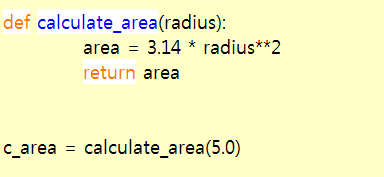 def calculate_area(radius):
area = 3.14 * radius**2
return area
c_area = calculate_area(5.0)